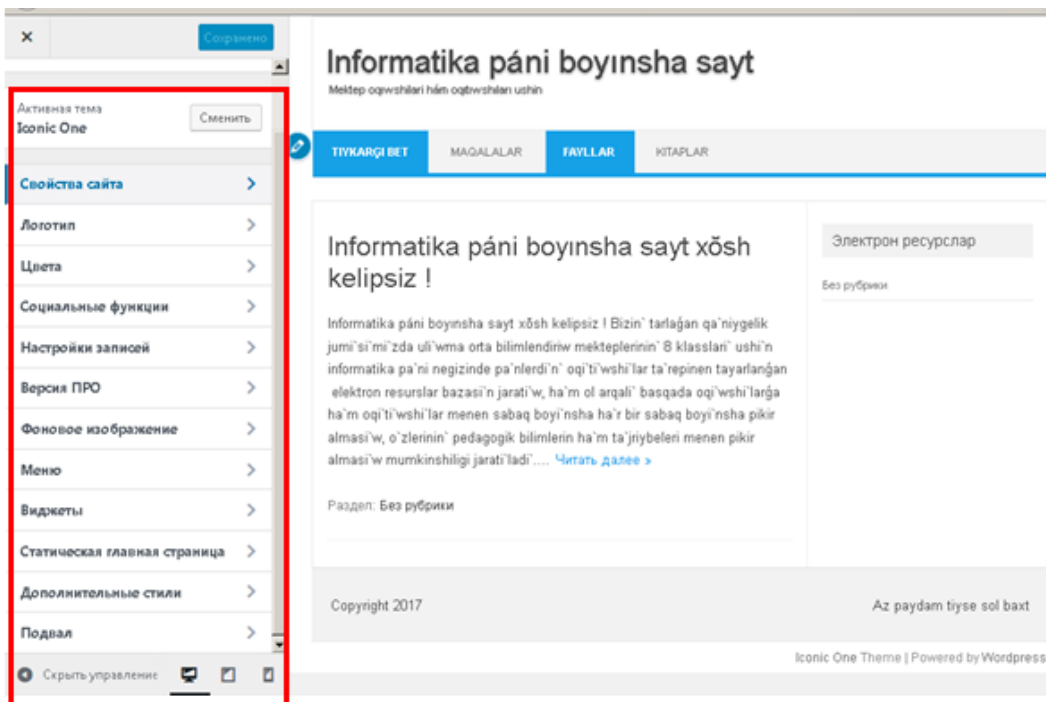 Сохранено
Активная тема
Iconic One
Сменить
Свойства сайта
Логотип
Цвета
Социальные функции
Настройки записей
Версия ПРО
Фоновое изображение
Меню
Виджеты
Статическая главная страница
Дополнительные стили
Подвал
Скрыть управление
Informatika páni boyınsha sayt
Mektep oqıwshıları hám oqıtıwshıları ushin
TIYKARǴI BET MAQALALAR FAYLLAR KITAPLAR
Informatika páni boyınsha sayt xõsh
kelipsiz !
Informatika páni boyınsha sayt xõsh kelipsiz ! Bizin` tarlaǵan qa`niygelik
jumi`si`mi`zda uli`wma orta bilimlendiriw mekteplerinin` 8 klasslari` ushi`n
informatika pa`ni negizinde pa`nlerdi`n` oqi`ti`wshi`lar ta`repinen tayarlanǵan
elektron resurslar bazasi`n jarati`w, ha`m ol arqali` basqada oqi`wshi`larǵa
ha`m oqi`ti`wshi`lar menen sabaq boyi`nsha ha`r bir sabaq boyi`nsha pikir
almasi`w, o`zlerinin` pedagogik bilimlerin ha`m ta`jriybeleri menen pikir
almasi`w mumkinshiligi jarati`ladi`.... Читать далее »
Раздел: Без рубрики
Электрон ресурслар
Без рубрики
Copyright 2017
Az paydam tiyse sol baxt
Iconic One Theme | Powered by Wordpress